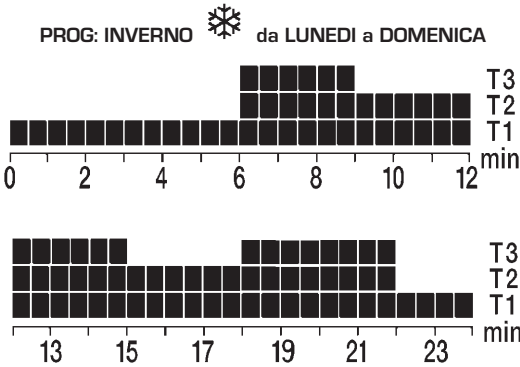 PROG: INVERNO da LUNEDI a DOMENICA
T3
T2
T1
min
0 2 4 6 8 10 12
T3
T2
T1
min
13 15 17 19 21 23